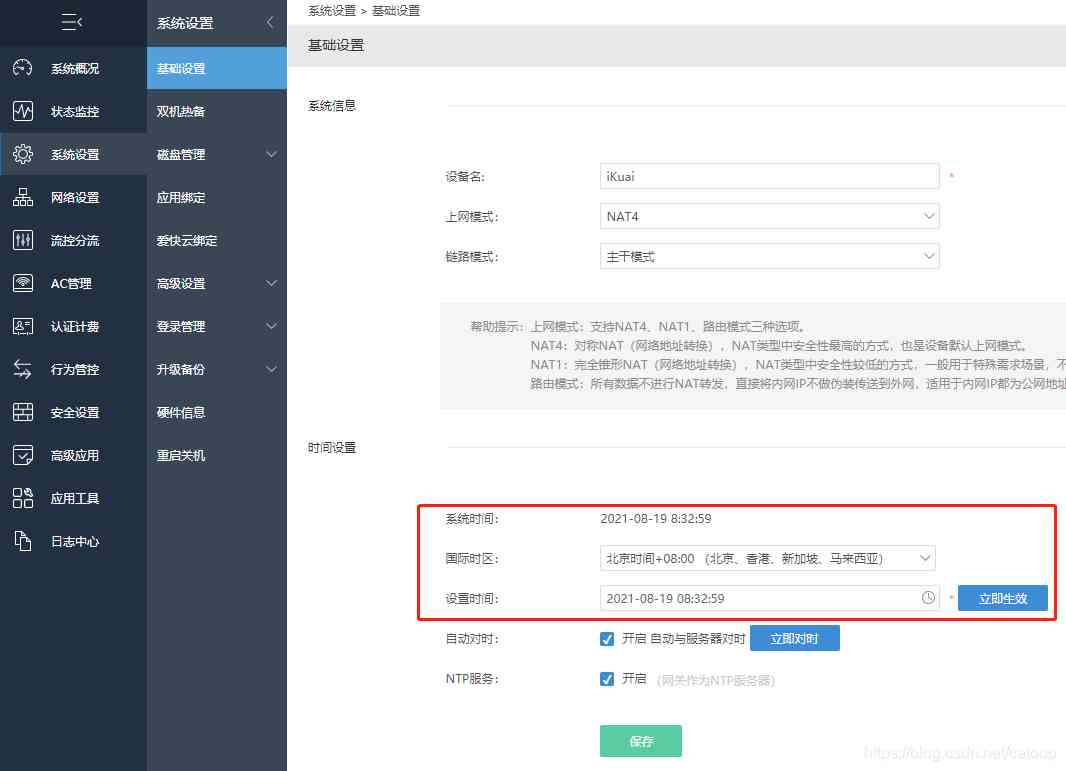 系统概况
状态监控
系统设置
网络设置
流控分流
AC管理
认证计费
行为管控
安全设置
高级应用
应用工具
日志中心
系统设置
基础设置
双机热备
磁盘管理
应用绑定
爱快云绑定
高级设置
登录管理
升级备份
硬件信息
重启关机
系统设置 > 基础设置
基础设置
系统信息
设备名: iKuai *
上网模式: NAT4
链路模式: 主干模式
帮助提示: 上网模式：支持NAT4、NAT1、路由模式三种选项。
NAT4：对称NAT（网络地址转换），NAT类型中安全性最高的方式，也是设备默认上网模式。
NAT1：完全锥形NAT（网络地址转换），NAT类型中安全性较低的方式，一般用于特殊需求场景，不
路由模式：所有数据不进行NAT转发，直接将内网IP不做伪装传送到外网，适用于内网IP都为公网地址
时间设置
系统时间: 2021-08-19 8:32:59
国际时区: 北京时间+08:00 （北京、香港、新加坡、马来西亚）
设置时间: 2021-08-19 08:32:59 * 立即生效
自动对时: 开启 自动与服务器对时 立即对时
NTP服务: 开启 (网关作为NTP服务器)
保存